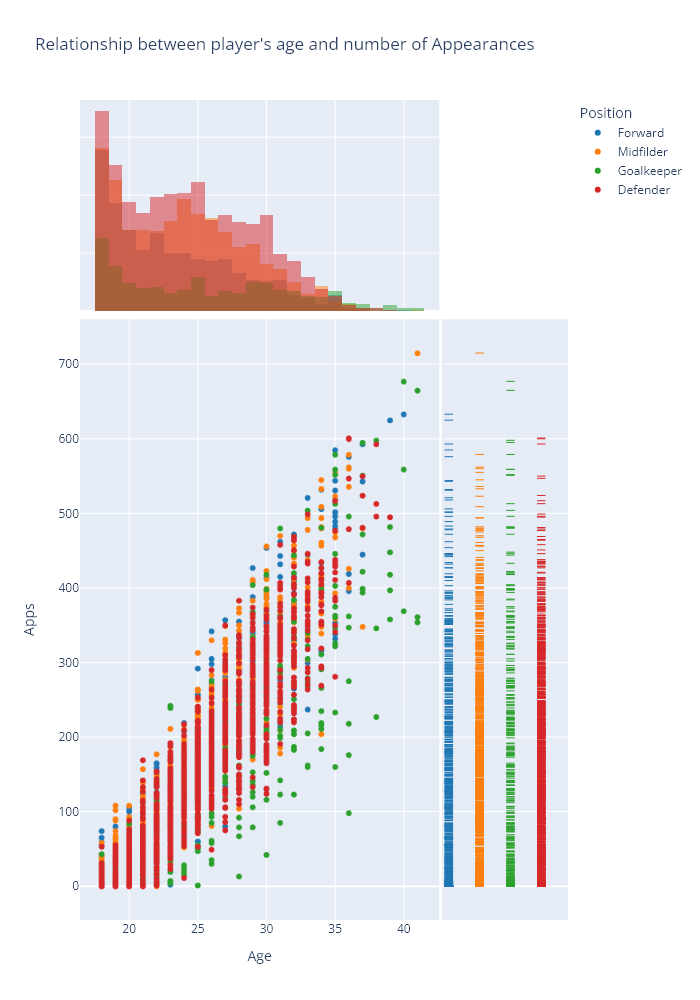 Relationship between player's age and number of Appearances
Position
Forward
Midfilder
Goalkeeper
Defender
700
600
500
400
300
200
100
0
Apps
20 25 30 35 40
Age